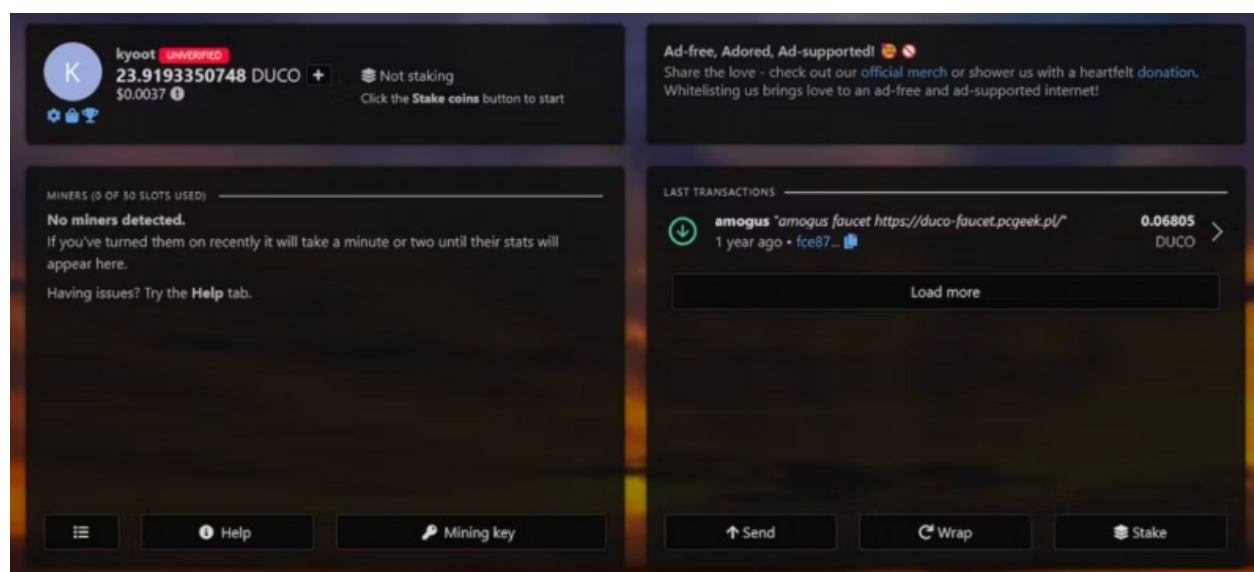 K
kyoot UNVERIFIED
23.9193350748 DUCO +
$0.0037
Not staking
Click the Stake coins button to start
Ad-free, Adored, Ad-supported!
Share the love - check out our official merch or shower us with a heartfelt donation.
Whitelisting us brings love to an ad-free and ad-supported internet!
MINERS (0 OF 50 SLOTS USED)
No miners detected.
If you've turned them on recently it will take a minute or two until their stats will
appear here.
Having issues? Try the Help tab.
Help
Mining key
LAST TRANSACTIONS
amogus "amogus faucet https://duco-faucet.pcgeek.pl/" 0.06805
1 year ago • fce87... DUCO
Load more
Send
Wrap
Stake